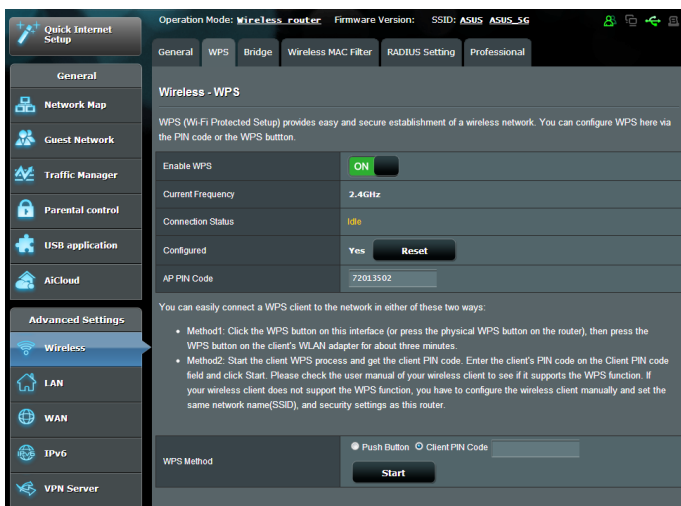 Quick Internet
Setup
Operation Mode: Wireless router Firmware Version: SSID: ASUS ASUS_5G
General WPS Bridge Wireless MAC Filter RADIUS Setting Professional
General
Network Map
Guest Network
Traffic Manager
Parental control
USB application
AiCloud
Advanced Settings
Wireless
LAN
WAN
IPv6
VPN Server
Wireless - WPS
WPS (Wi-Fi Protected Setup) provides easy and secure establishment of a wireless network. You can configure WPS here via
the PIN code or the WPS buttton.
Enable WPS ON
Current Frequency 2.4GHz
Connection Status Idle
Configured Yes Reset
AP PIN Code 72013502
You can easily connect a WPS client to the network in either of these two ways:
• Method1: Click the WPS button on this interface (or press the physical WPS button on the router), then press the
WPS button on the client's WLAN adapter for about three minutes.
• Method2: Start the client WPS process and get the client PIN code. Enter the client's PIN code on the Client PIN code
field and click Start. Please check the user manual of your wireless client to see if it supports the WPS function. If
your wireless client does not support the WPS function, you have to configure the wireless client manually and set the
same network name(SSID), and security settings as this router.
WPS Method Push Button Client PIN Code
Start